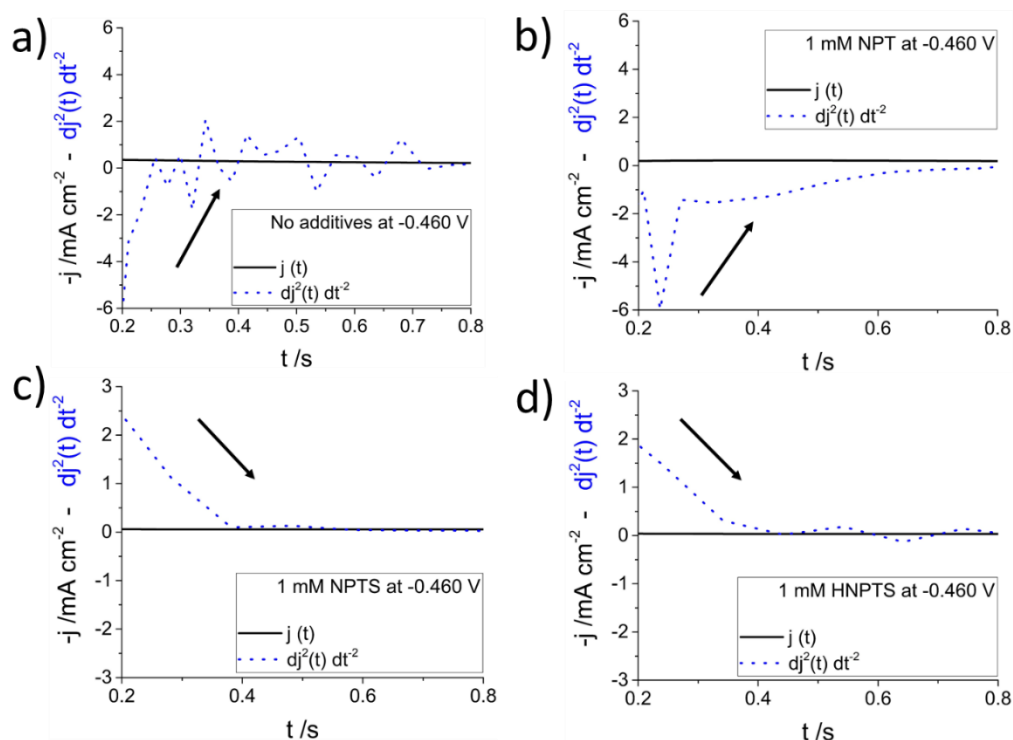 a)
-j /mA cm⁻² - dj²(t) dt⁻²
6
4
2
0
-2
-4
-6
No additives at -0.460 V
j (t)
dj²(t) dt⁻²
0.2 0.3 0.4 0.5 0.6 0.7 0.8
t /s
b)
-j /mA cm⁻² - dj²(t) dt⁻²
6
4
2
0
-2
-4
-6
1 mM NPT at -0.460 V
j (t)
dj²(t) dt⁻²
0.2 0.4 0.6 0.8
t /s
c)
-j /mA cm⁻² - dj²(t) dt⁻²
3
2
1
0
-1
-2
-3
1 mM NPTS at -0.460 V
j (t)
dj²(t) dt⁻²
0.2 0.4 0.6 0.8
t /s
d)
-j /mA cm⁻² - dj²(t) dt⁻²
3
2
1
0
-1
-2
-3
1 mM HNPTS at -0.460 V
j (t)
dj²(t) dt⁻²
0.2 0.4 0.6 0.8
t /s